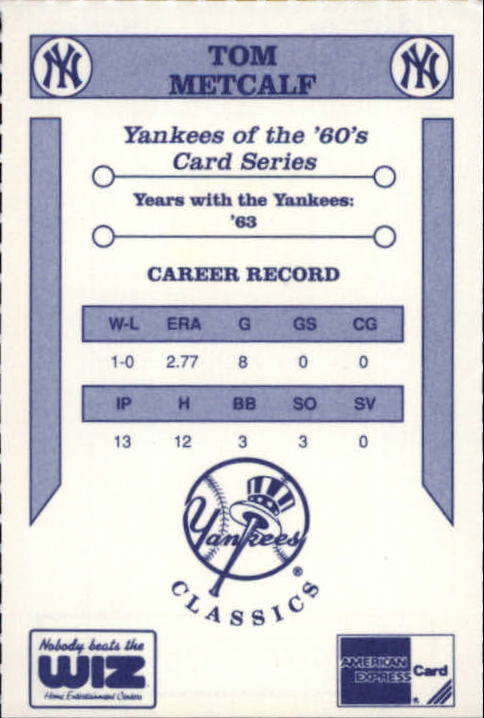 TOM
METCALF
Yankees of the '60's
Card Series
Years with the Yankees:
'63
CAREER RECORD
W-L ERA G GS CG
1-0 2.77 8 0 0
IP H BB SO SV
13 12 3 3 0
Yankees
CLASSICS®
Nobody beats the
WIZ
Home Entertainment Centers
AMERICAN
EXPRESS® Card